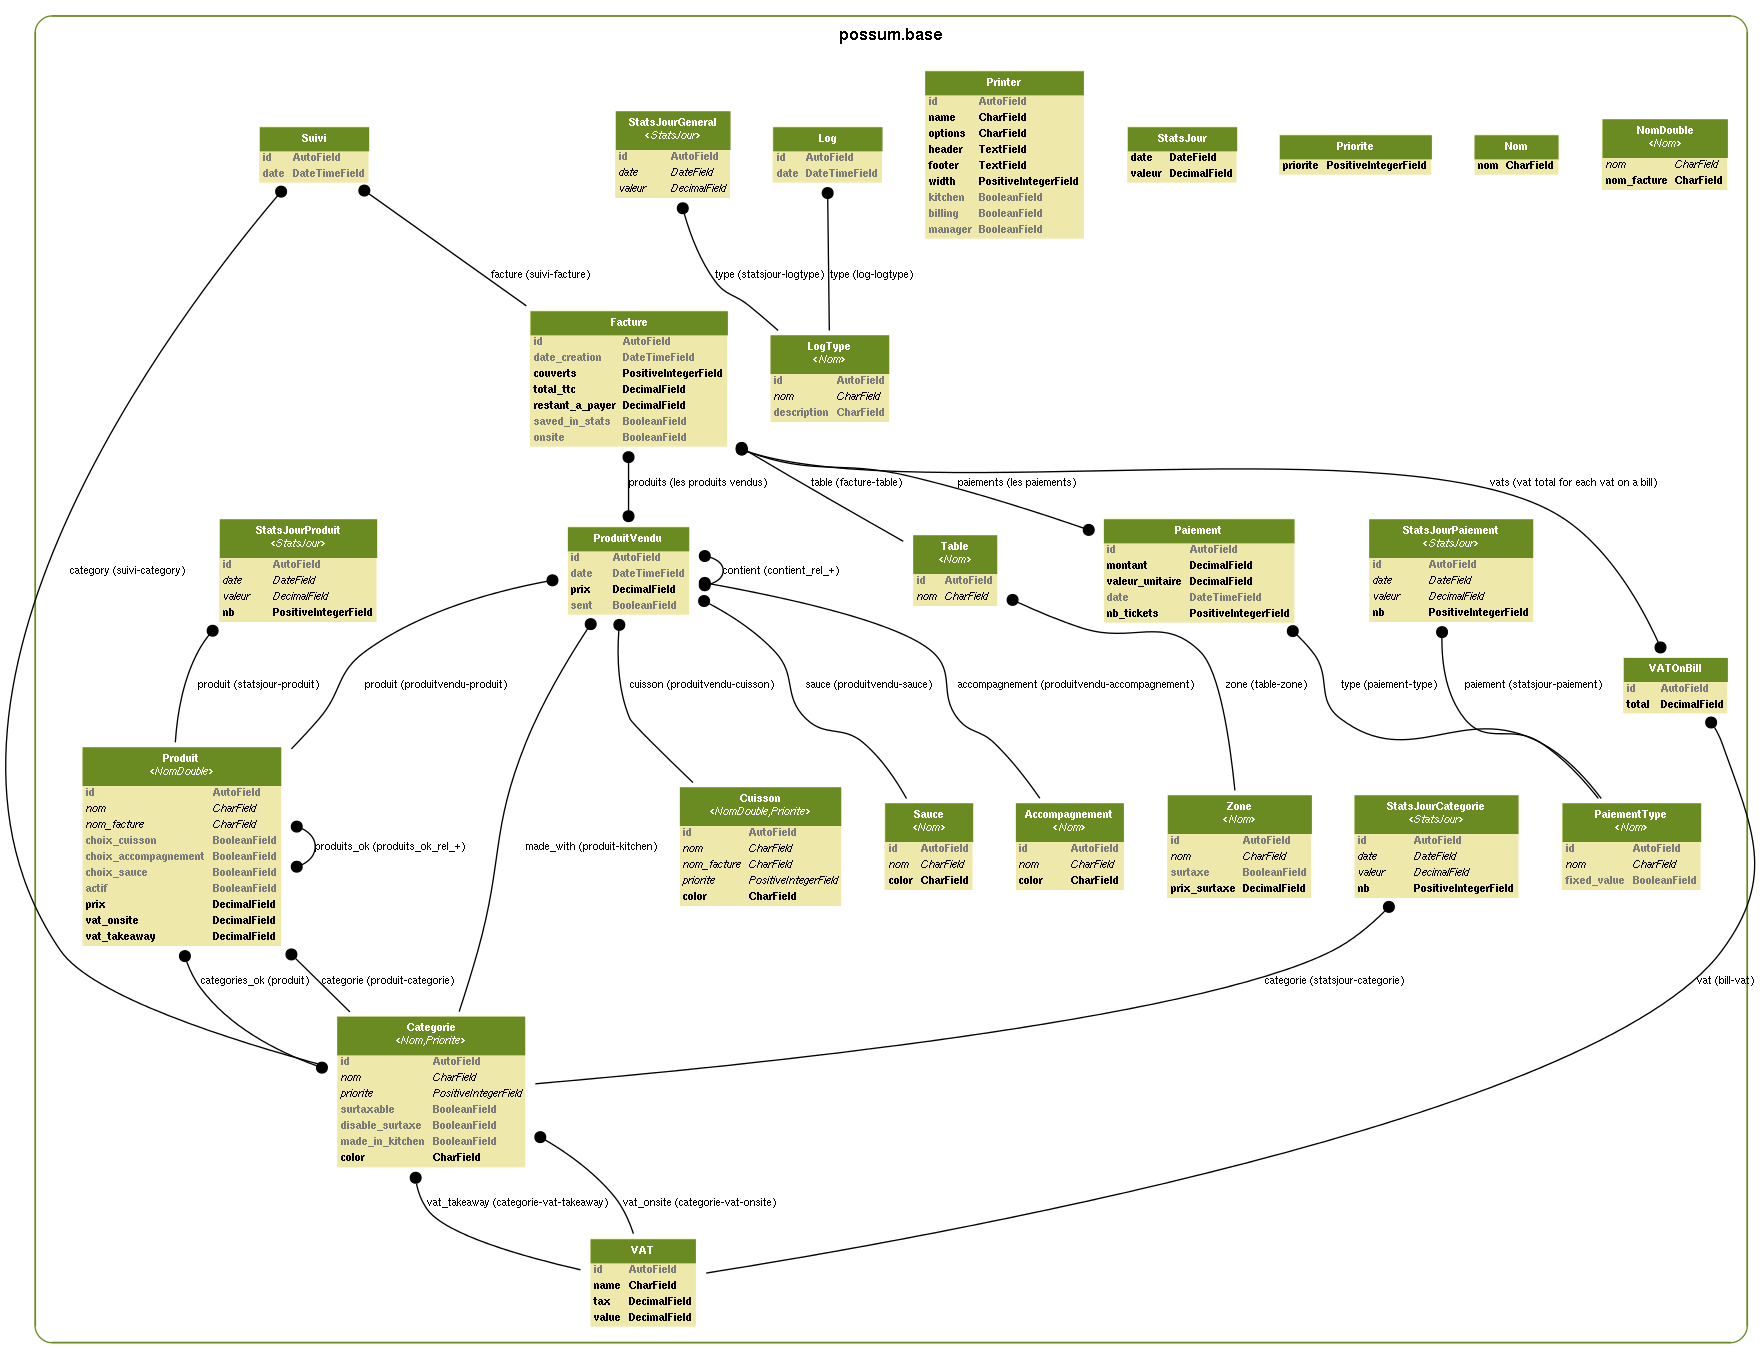 possum.base
Suivi
id AutoField
date DateTimeField
StatsJourGeneral
<StatsJour>
id AutoField
date DateField
valeur DecimalField
Log
id AutoField
date DateTimeField
Printer
id AutoField
name CharField
options CharField
header TextField
footer TextField
width PositiveIntegerField
kitchen BooleanField
billing BooleanField
manager BooleanField
StatsJour
date DateField
valeur DecimalField
Priorite
priorite PositiveIntegerField
Nom
nom CharField
NomDouble
<Nom>
nom CharField
nom_facture CharField
facture (suivi-facture)
type (statsjour-logtype)
type (log-logtype)
Facture
id AutoField
date_creation DateTimeField
couverts PositiveIntegerField
total_ttc DecimalField
restant_a_payer DecimalField
saved_in_stats BooleanField
onsite BooleanField
LogType
<Nom>
id AutoField
nom CharField
description CharField
produits (les produits vendus)
table (facture-table)
paiements (les paiements)
vats (vat total for each vat on a bill)
category (suivi-category)
StatsJourProduit
<StatsJour>
id AutoField
date DateField
valeur DecimalField
nb PositiveIntegerField
ProduitVendu
id AutoField
date DateTimeField
prix DecimalField
sent BooleanField
contient (contient_rel_+)
Table
<Nom>
id AutoField
nom CharField
Paiement
id AutoField
montant DecimalField
valeur_unitaire DecimalField
date DateTimeField
nb_tickets PositiveIntegerField
StatsJourPaiement
<StatsJour>
id AutoField
date DateField
valeur DecimalField
nb PositiveIntegerField
VATOnBill
id AutoField
total DecimalField
produit (statsjour-produit)
produit (produitvendu-produit)
cuisson (produitvendu-cuisson)
sauce (produitvendu-sauce)
accompagnement (produitvendu-accompagnement)
zone (table-zone)
type (paiement-type)
paiement (statsjour-paiement)
Produit
<NomDouble>
id AutoField
nom CharField
nom_facture CharField
choix_cuisson BooleanField
choix_accompagnement BooleanField
choix_sauce BooleanField
actif BooleanField
prix DecimalField
vat_onsite DecimalField
vat_takeaway DecimalField
produits_ok (produits_ok_rel_+)
made_with (produit-kitchen)
Cuisson
<NomDouble,Priorite>
id AutoField
nom CharField
nom_facture CharField
priorite PositiveIntegerField
color CharField
Sauce
<Nom>
id AutoField
nom CharField
color CharField
Accompagnement
<Nom>
id AutoField
nom CharField
color CharField
Zone
<Nom>
id AutoField
nom CharField
surtaxe BooleanField
prix_surtaxe DecimalField
StatsJourCategorie
<StatsJour>
id AutoField
date DateField
valeur DecimalField
nb PositiveIntegerField
PaiementType
<Nom>
id AutoField
nom CharField
fixed_value BooleanField
categories_ok (produit)
categorie (produit-categorie)
categorie (statsjour-categorie)
vat (bill-vat)
Categorie
<Nom,Priorite>
id AutoField
nom CharField
priorite PositiveIntegerField
surtaxable BooleanField
disable_surtaxe BooleanField
made_in_kitchen BooleanField
color CharField
vat_takeaway (categorie-vat-takeaway)
vat_onsite (categorie-vat-onsite)
VAT
id AutoField
name CharField
tax DecimalField
value DecimalField